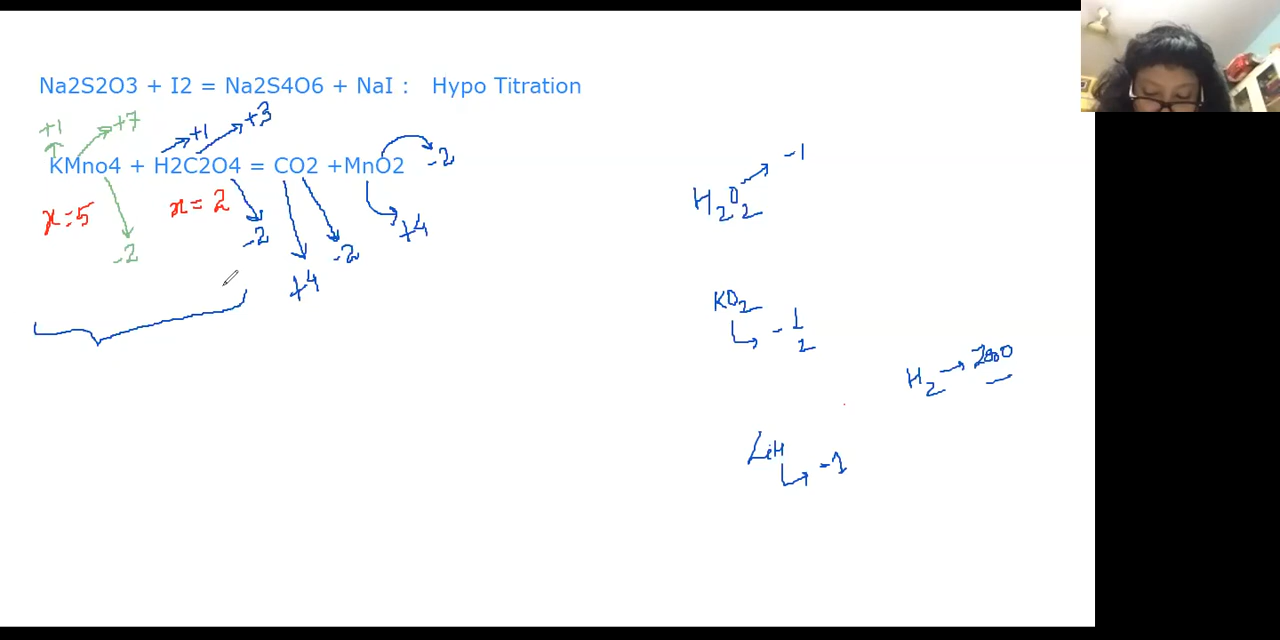 Na2S2O3 + I2 = Na2S4O6 + NaI : Hypo Titration
+1 +7 +1 +3
KMno4 + H2C2O4 = CO2 +MnO2 -2
x=5 x=2
-2 -2 +4 -2 +4
H2O2 → -1
KO2 → -1/2
H2 → zero
LiH → -1